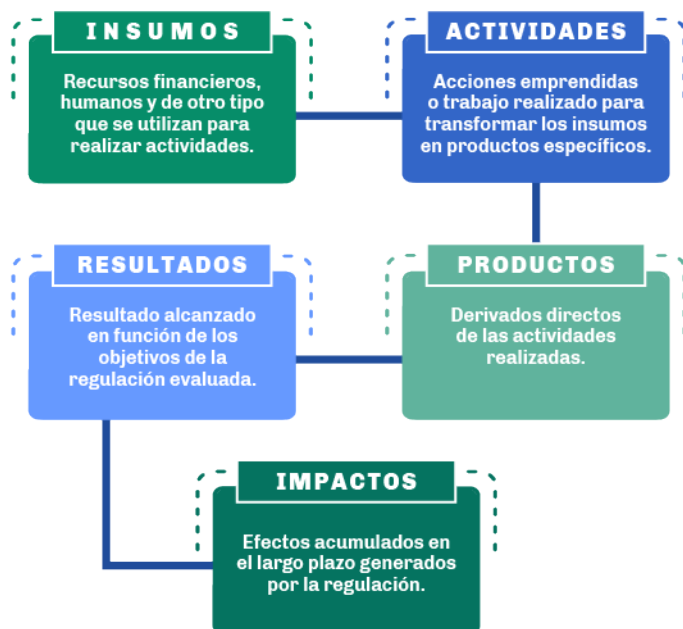 INSUMOS
Recursos financieros,
humanos y de otro tipo
que se utilizan para
realizar actividades.
ACTIVIDADES
Acciones emprendidas
o trabajo realizado para
transformar los insumos
en productos específicos.
RESULTADOS
Resultado alcanzado
en función de los
objetivos de la
regulación evaluada.
PRODUCTOS
Derivados directos
de las actividades
realizadas.
IMPACTOS
Efectos acumulados en
el largo plazo generados
por la regulación.